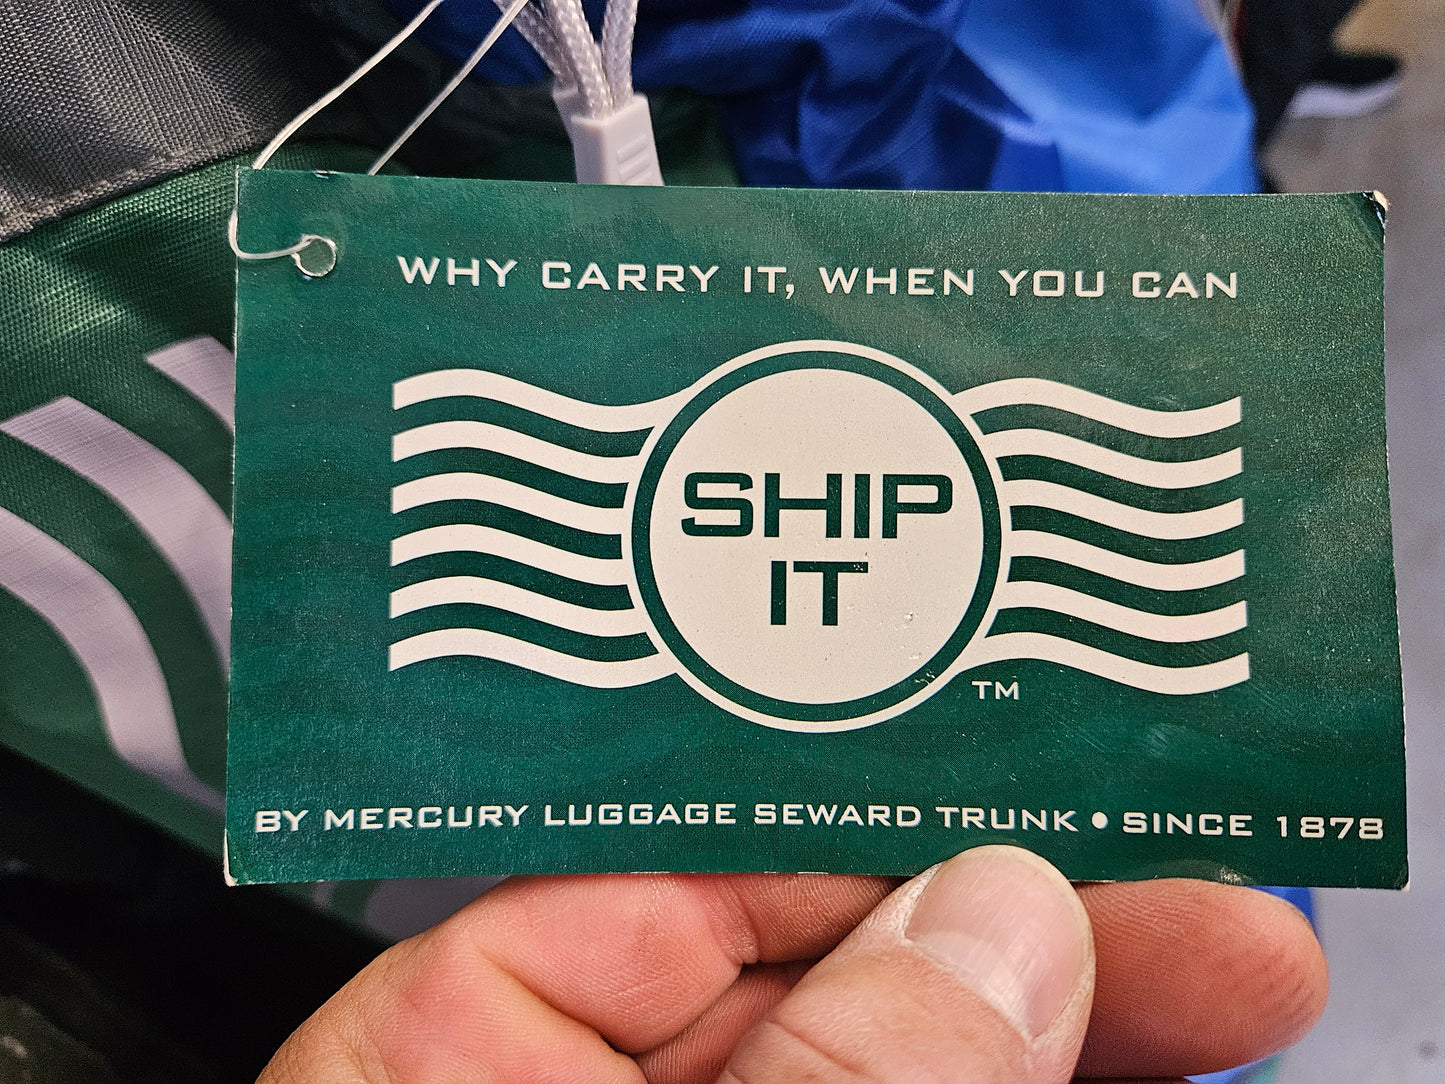 WHY CARRY IT, WHEN YOU CAN
SHIP
IT
TM
BY MERCURY LUGGAGE SEWARD TRUNK • SINCE 1878